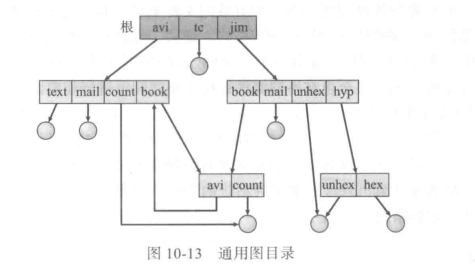 根 avi tc jim
text mail count book book mail unhex hyp
avi count unhex hex
图 10-13 通用图目录